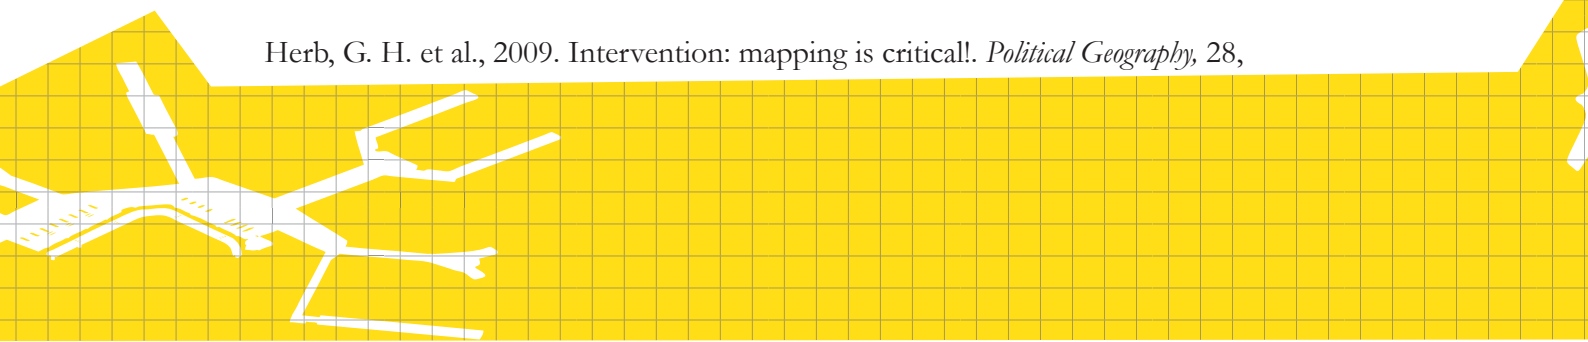 Herb, G. H. et al., 2009. Intervention: mapping is critical!. Political Geography, 28,